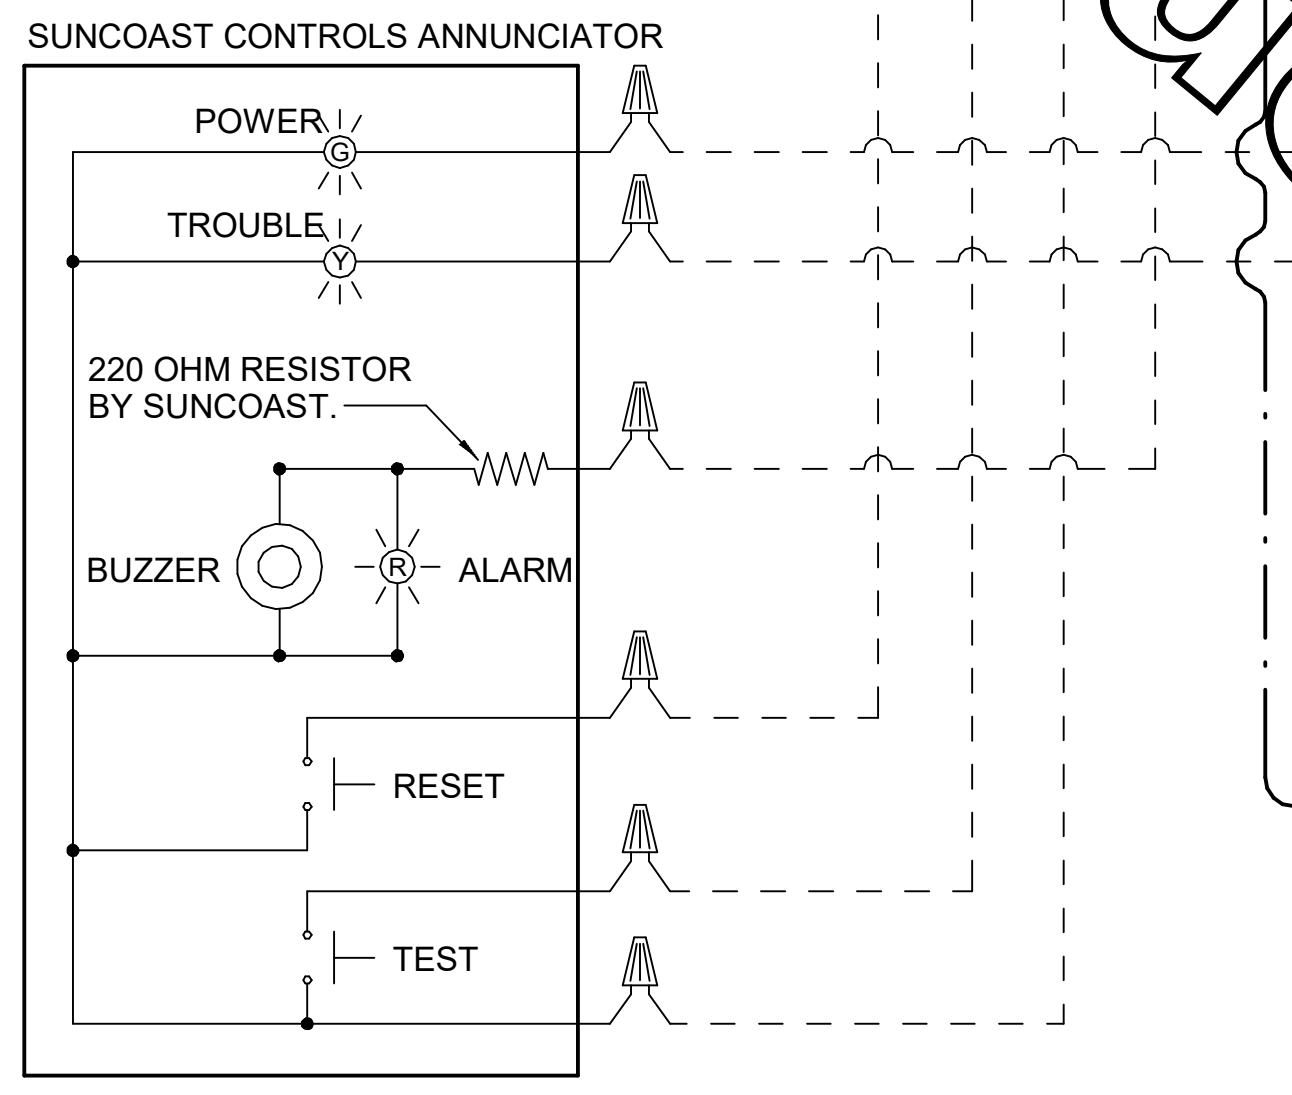 SUNCOAST CONTROLS ANNUNCIATOR
POWER
G
TROUBLE
Y
220 OHM RESISTOR
BY SUNCOAST.
BUZZER
R
ALARM
RESET
TEST